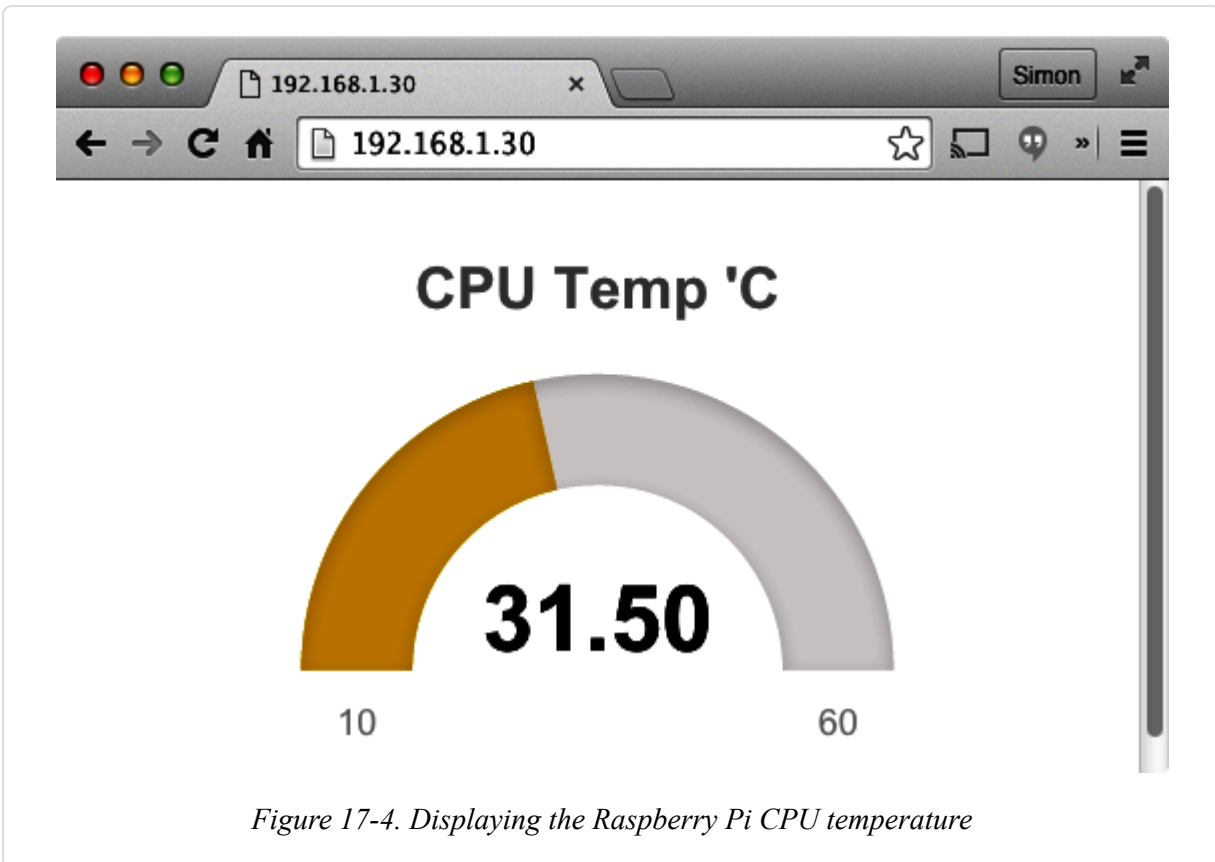 192.168.1.30
Simon
192.168.1.30
CPU Temp 'C
31.50
10 60
Figure 17-4. Displaying the Raspberry Pi CPU temperature